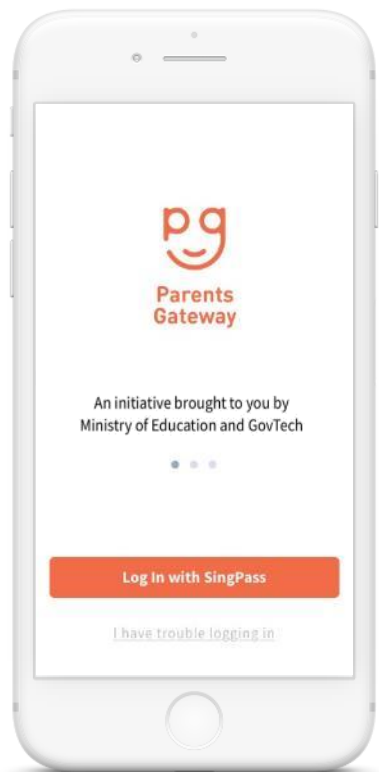 pg
Parents
Gateway
An initiative brought to you by
Ministry of Education and GovTech
Log In with SingPass
I have trouble logging in